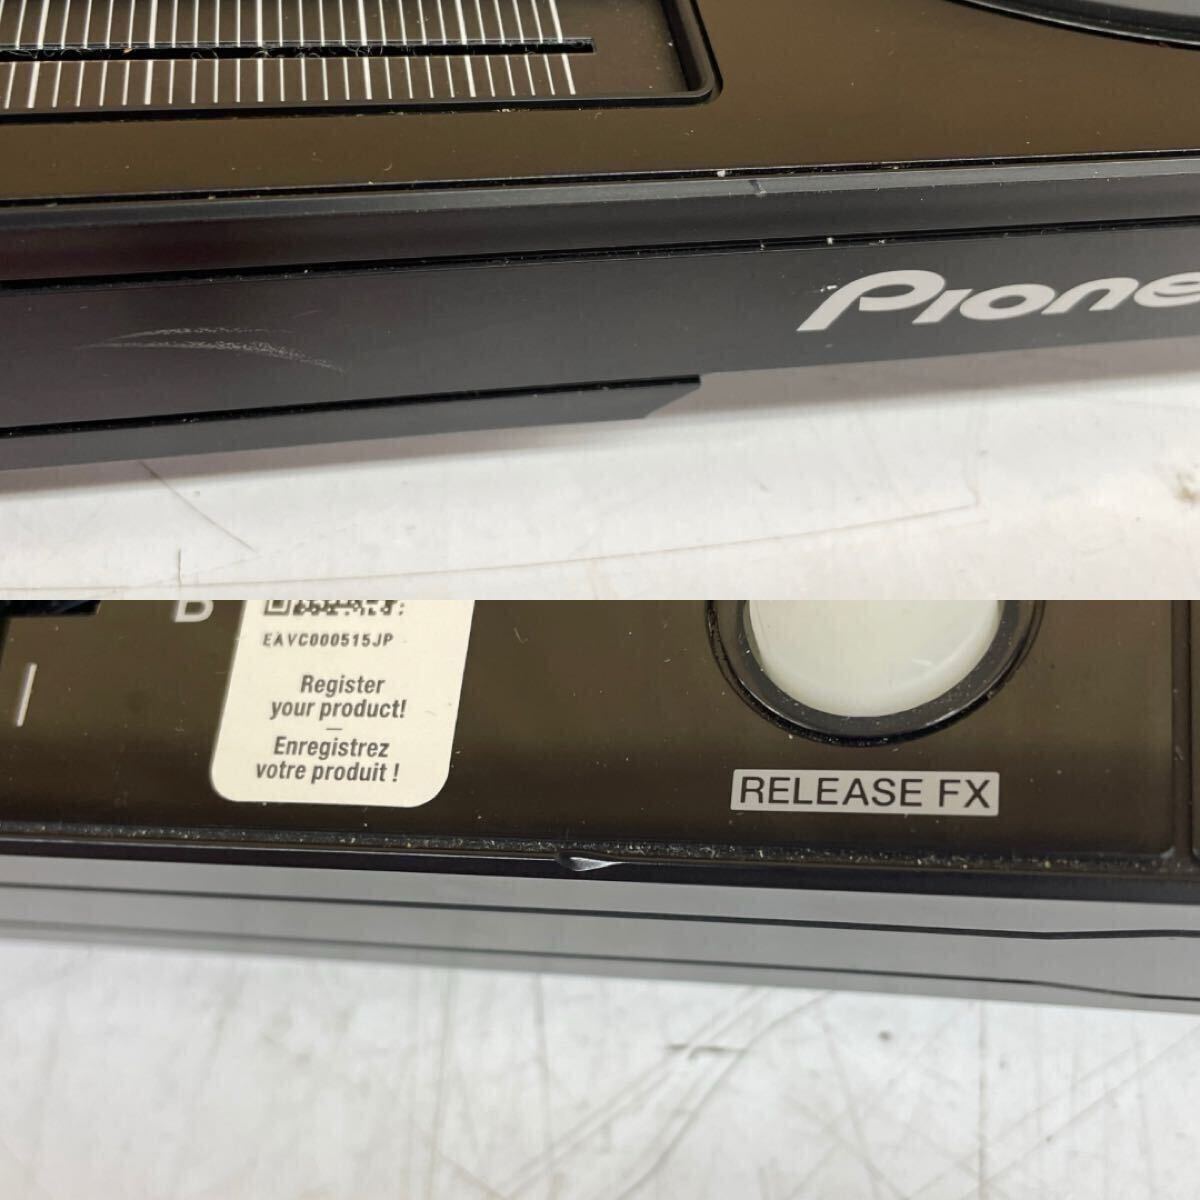 Pione
B
EAVC000515JP
Register
your product!
—
Enregistrez
votre produit !
RELEASE FX